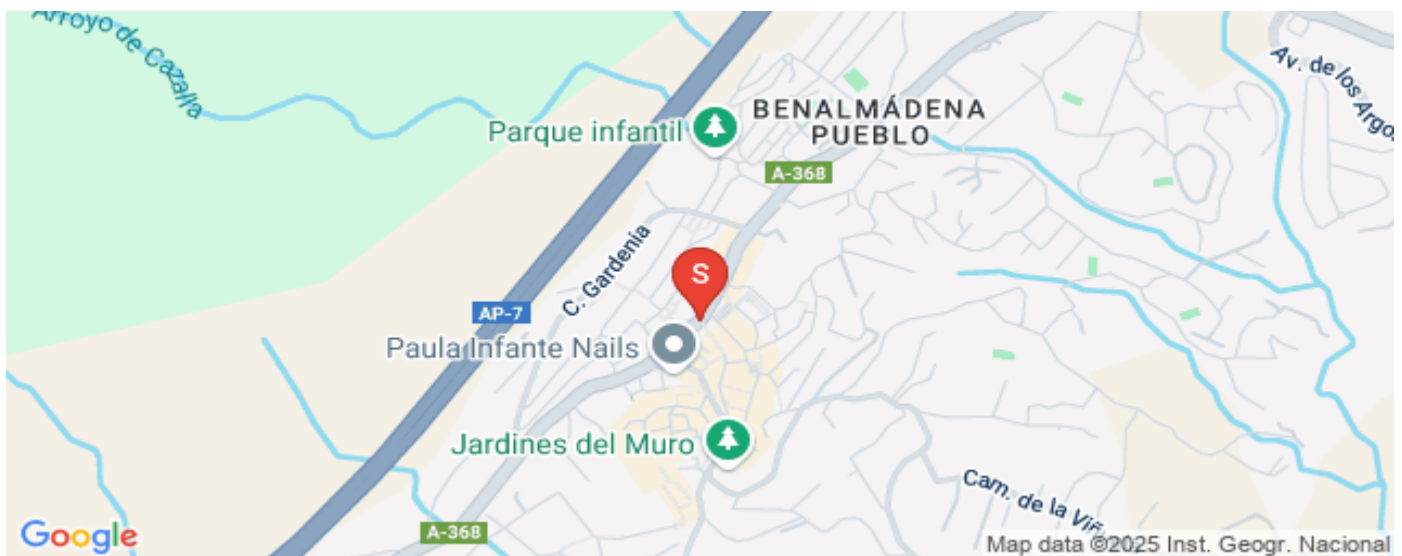 Arroyo de Cazalla
Av. de los Argo
BENALMÁDENA
PUEBLO
Parque infantil
A-368
C. Gardenia
S
AP-7
Paula Infante Nails
Jardines del Muro
Cam. de la Viñ
A-368
Google
Map data ©2025 Inst. Geogr. Nacional